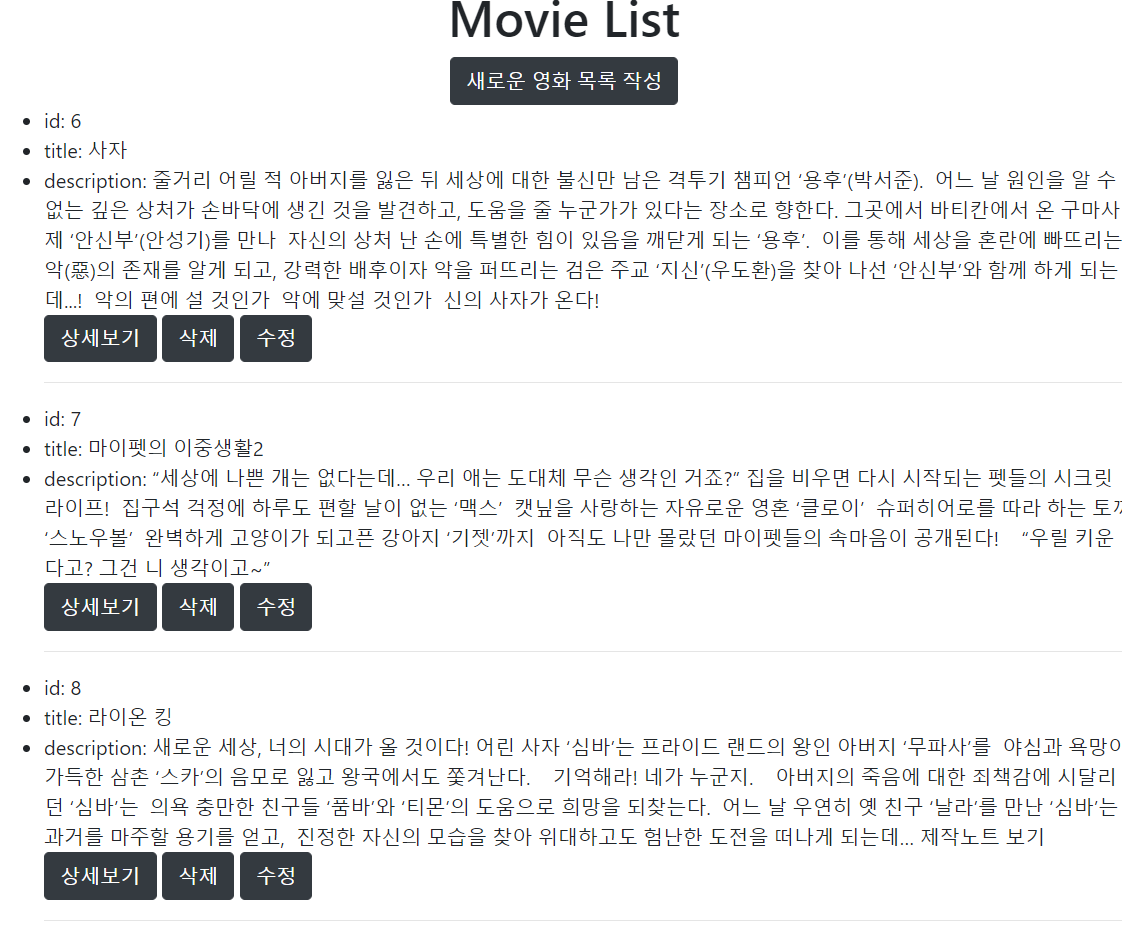 Movie List
새로운 영화 목록 작성
id: 6
title: 사자
description: 줄거리 어릴 적 아버지를 잃은 뒤 세상에 대한 불신만 남은 격투기 챔피언 ‘용후’(박서준).  어느 날 원인을 알 수
없는 깊은 상처가 손바닥에 생긴 것을 발견하고, 도움을 줄 누군가가 있다는 장소로 향한다. 그곳에서 바티칸에서 온 구마사
제 ‘안신부’(안성기)를 만나  자신의 상처 난 손에 특별한 힘이 있음을 깨닫게 되는 ‘용후’.  이를 통해 세상을 혼란에 빠뜨리는
악(惡)의 존재를 알게 되고, 강력한 배후이자 악을 퍼뜨리는 검은 주교 ‘지신’(우도환)을 찾아 나선 ‘안신부’와 함께 하게 되는
데...!  악의 편에 설 것인가  악에 맞설 것인가  신의 사자가 온다!
상세보기 삭제 수정
id: 7
title: 마이펫의 이중생활2
description: “세상에 나쁜 개는 없다는데… 우리 애는 도대체 무슨 생각인 거죠?” 집을 비우면 다시 시작되는 펫들의 시크릿
라이프!  집구석 걱정에 하루도 편할 날이 없는 ‘맥스’  캣닢을 사랑하는 자유로운 영혼 ‘클로이’  슈퍼히어로를 따라 하는 토끼
‘스노우볼’  완벽하게 고양이가 되고픈 강아지 ‘기젯’까지  아직도 나만 몰랐던 마이펫들의 속마음이 공개된다!    “우릴 키운
다고? 그건 니 생각이고~”
상세보기 삭제 수정
id: 8
title: 라이온 킹
description: 새로운 세상, 너의 시대가 올 것이다! 어린 사자 ‘심바’는 프라이드 랜드의 왕인 아버지 ‘무파사’를  야심과 욕망이
가득한 삼촌 ‘스카’의 음모로 잃고 왕국에서도 쫓겨난다.    기억해라! 네가 누군지.    아버지의 죽음에 대한 죄책감에 시달리
던 ‘심바’는  의욕 충만한 친구들 ‘품바’와 ‘티몬’의 도움으로 희망을 되찾는다.  어느 날 우연히 옛 친구 ‘날라’를 만난 ‘심바’는
과거를 마주할 용기를 얻고,  진정한 자신의 모습을 찾아 위대하고도 험난한 도전을 떠나게 되는데… 제작노트 보기
상세보기 삭제 수정